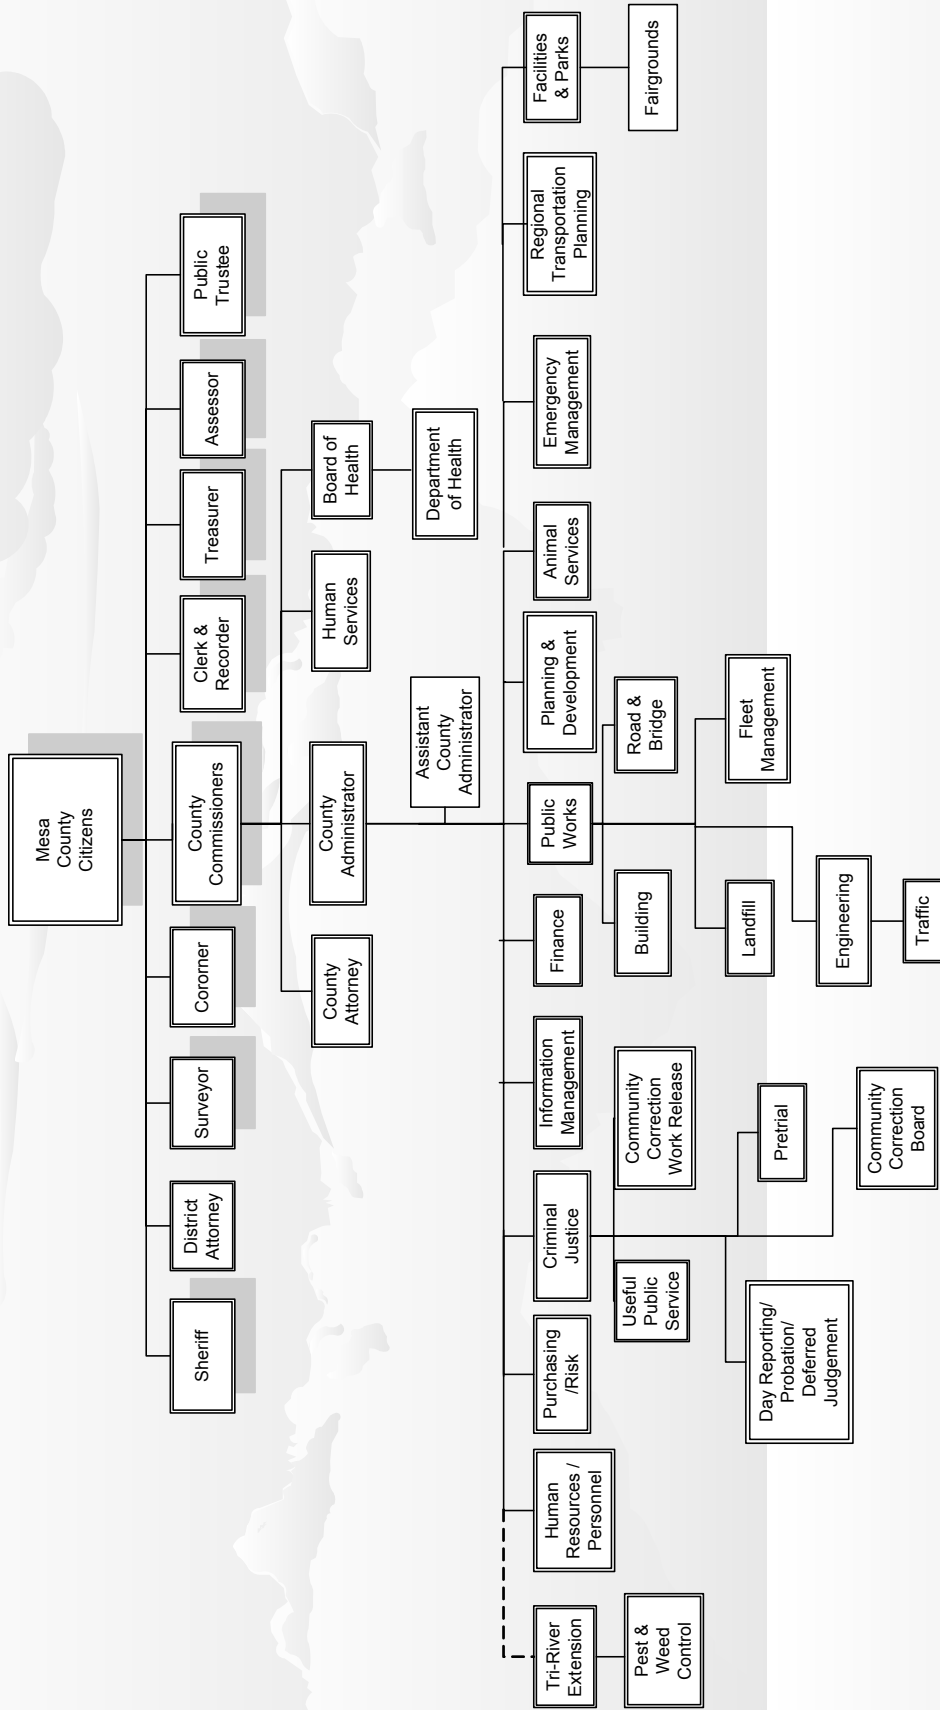 Mesa
County
Citizens
Sheriff
District
Attorney
Surveyor
Cororner
County
Commissioners
Clerk &
Recorder
Treasurer
Assessor
Public
Trustee
County
Attorney
County
Administrator
Human
Services
Board of
Health
Assistant
County
Administrator
Department
of Health
Tri-River
Extension
Human
Resources /
Personnel
Purchasing
/Risk
Criminal
Justice
Information
Management
Finance
Public
Works
Planning &
Development
Animal
Services
Emergency
Management
Regional
Transportation
Planning
Facilities
& Parks
Pest &
Weed
Control
Useful
Public
Service
Community
Correction
Work Release
Building
Road &
Bridge
Fairgrounds
Day Reporting/
Probation/
Deferred
Judgement
Pretrial
Landfill
Fleet
Management
Community
Correction
Board
Engineering
Traffic